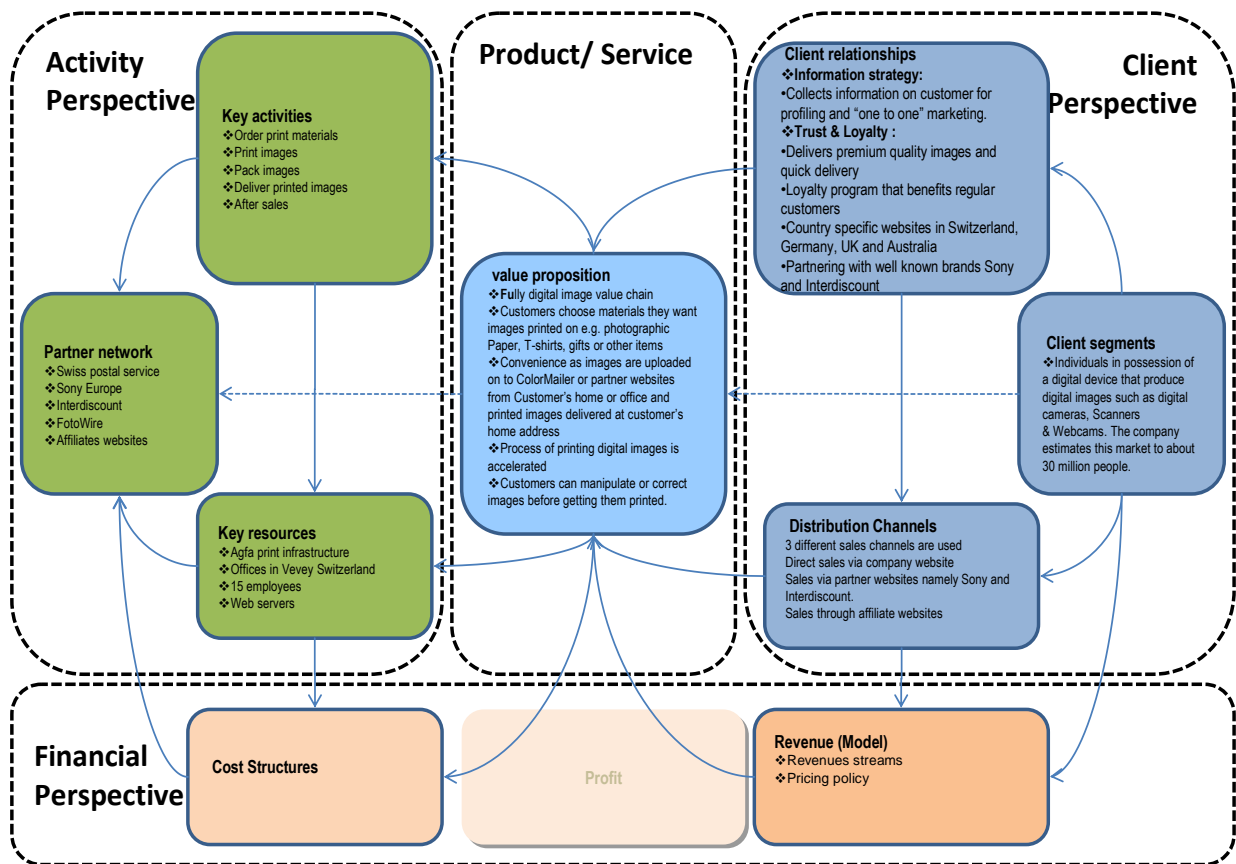 Activity
Perspective
Key activities
❖Order print materials
❖Print images
❖Pack images
❖Deliver printed images
❖After sales
Partner network
❖Swiss postal service
❖Sony Europe
❖Interdiscount
❖FotoWire
❖Affiliates websites
Key resources
❖Agfa print infrastructure
❖Offices in Vevey Switzerland
❖15 employees
❖Web servers
Product/ Service
value proposition
❖Fully digital image value chain
❖Customers choose materials they want
images printed on e.g. photographic
Paper, T-shirts, gifts or other items
❖Convenience as images are uploaded
on to ColorMailer or partner websites
from Customer's home or office and
printed images delivered at customer's
home address
❖Process of printing digital images is
accelerated
❖Customers can manipulate or correct
images before getting them printed.
Client
Perspective
Client relationships
❖Information strategy:
•Collects information on customer for
profiling and “one to one” marketing.
❖Trust & Loyalty :
•Delivers premium quality images and
quick delivery
•Loyalty program that benefits regular
customers
•Country specific websites in Switzerland,
Germany, UK and Australia
•Partnering with well known brands Sony
and Interdiscount
Client segments
❖Individuals in possession of
a digital device that produce
digital images such as digital
cameras, Scanners
& Webcams. The company
estimates this market to about
30 million people.
Distribution Channels
3 different sales channels are used
Direct sales via company website
Sales via partner websites namely Sony and
Interdiscount.
Sales through affiliate websites
Financial
Perspective
Cost Structures
Profit
Revenue (Model)
❖Revenues streams
❖Pricing policy